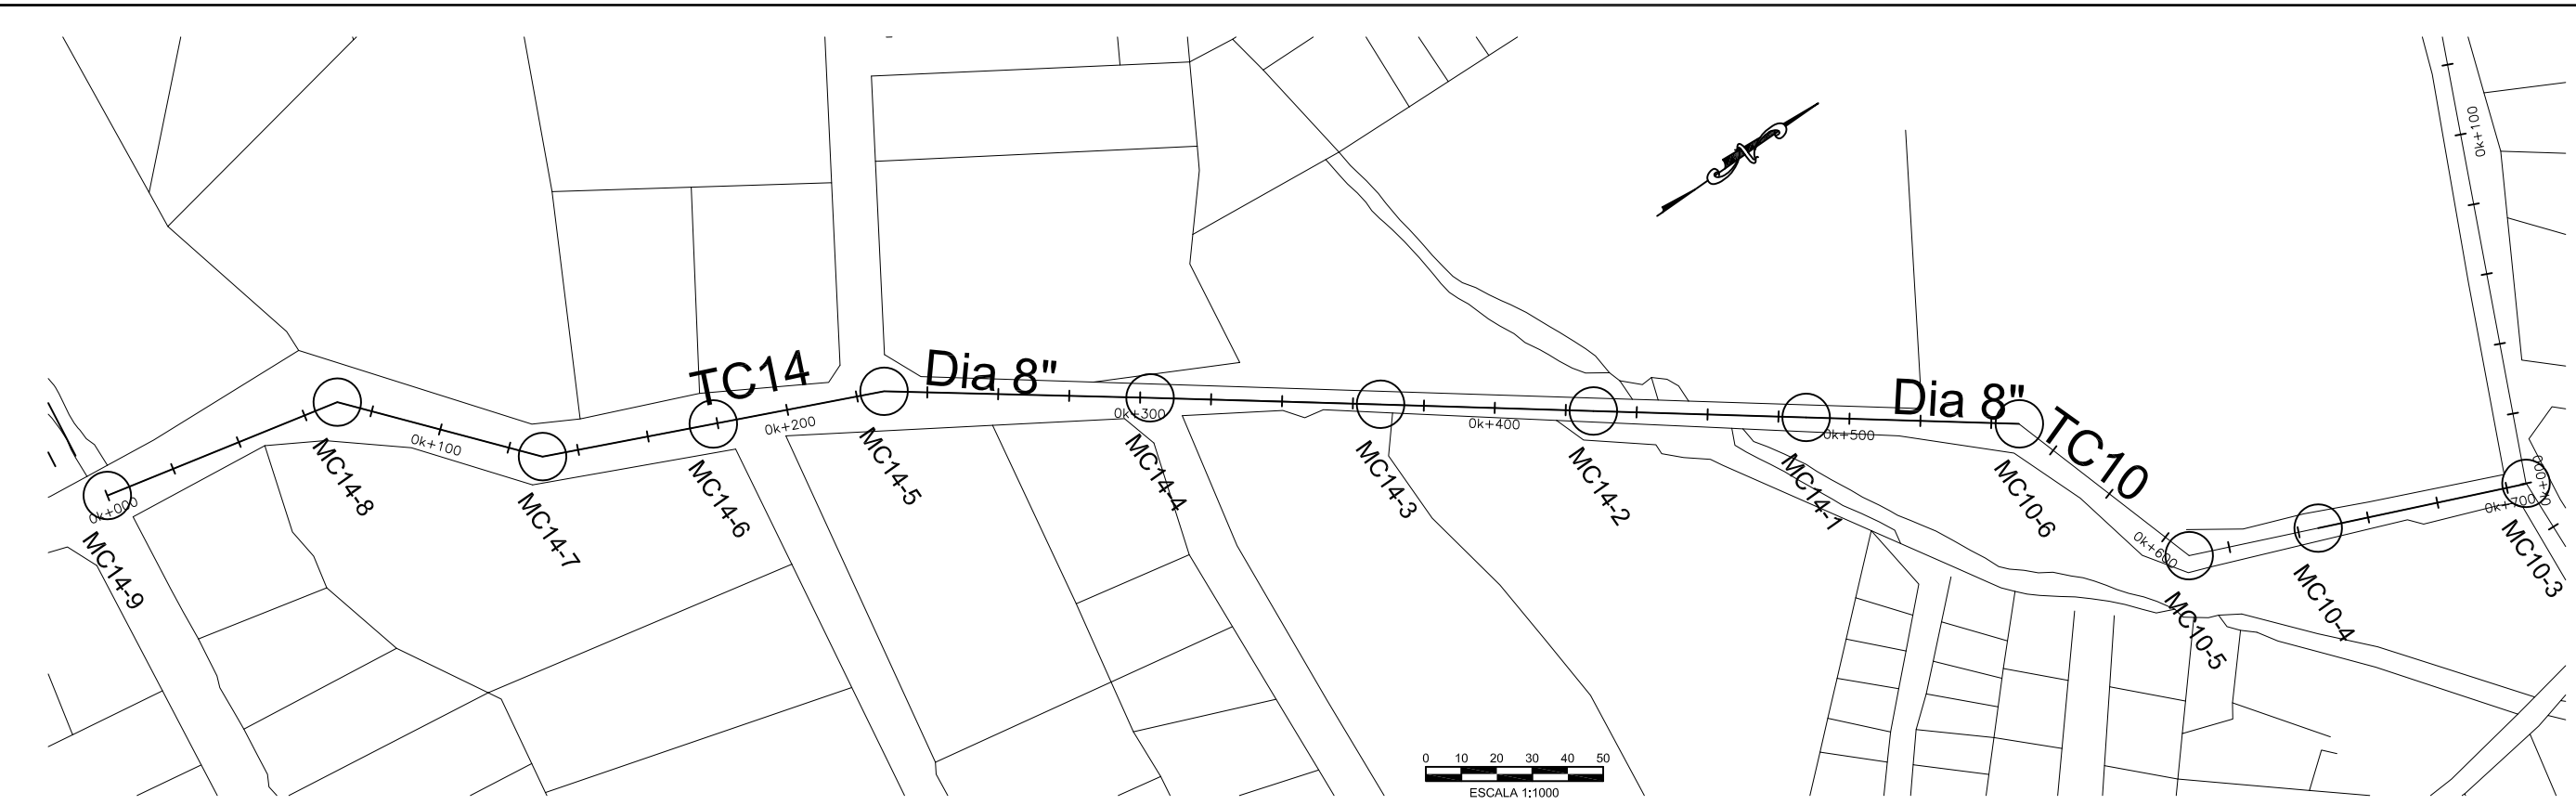 0k+100
TC14
Dia 8"
Dia 8"
TC10
0k+000
0k+100
0k+200
0k+300
0k+400
0k+500
0k+600
0k+700
0k+000
MC14-9
MC14-8
MC14-7
MC14-6
MC14-5
MC14-4
MC14-3
MC14-2
MC14-1
MC10-6
MC10-5
MC10-4
MC10-3
0 10 20 30 40 50
ESCALA 1:1000